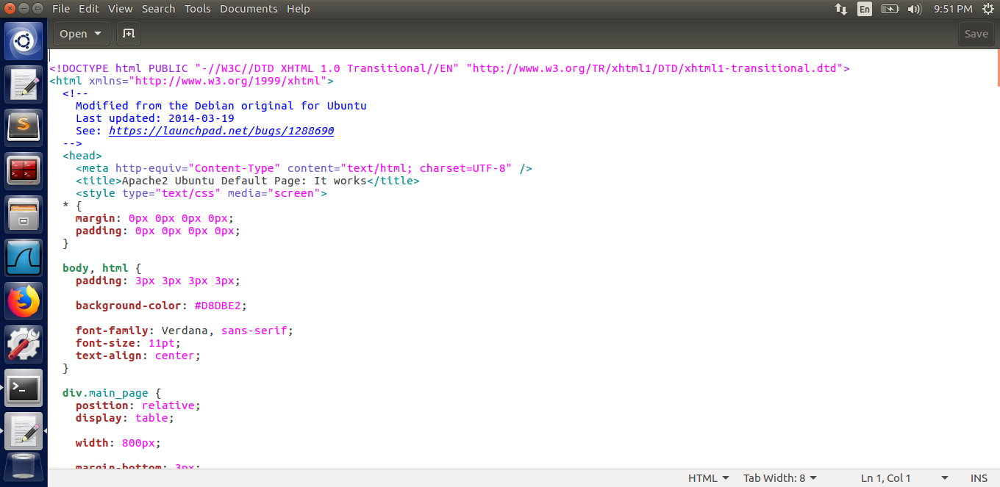 File Edit View Search Tools Documents Help
En 9:51 PM
Open Save
<!DOCTYPE html PUBLIC "-//W3C//DTD XHTML 1.0 Transitional//EN" "http://www.w3.org/TR/xhtml1/DTD/xhtml1-transitional.dtd">
<html xmlns="http://www.w3.org/1999/xhtml">
  <!--
    Modified from the Debian original for Ubuntu
    Last updated: 2014-03-19
    See: https://launchpad.net/bugs/1288690
  -->
  <head>
    <meta http-equiv="Content-Type" content="text/html; charset=UTF-8" />
    <title>Apache2 Ubuntu Default Page: It works</title>
    <style type="text/css" media="screen">
  * {
    margin: 0px 0px 0px 0px;
    padding: 0px 0px 0px 0px;
  }
  body, html {
    padding: 3px 3px 3px 3px;
    background-color: #D8DBE2;
    font-family: Verdana, sans-serif;
    font-size: 11pt;
    text-align: center;
  }
  div.main_page {
    position: relative;
    display: table;
    width: 800px;
    margin-bottom: 3px;
HTML Tab Width: 8 Ln 1, Col 1 INS